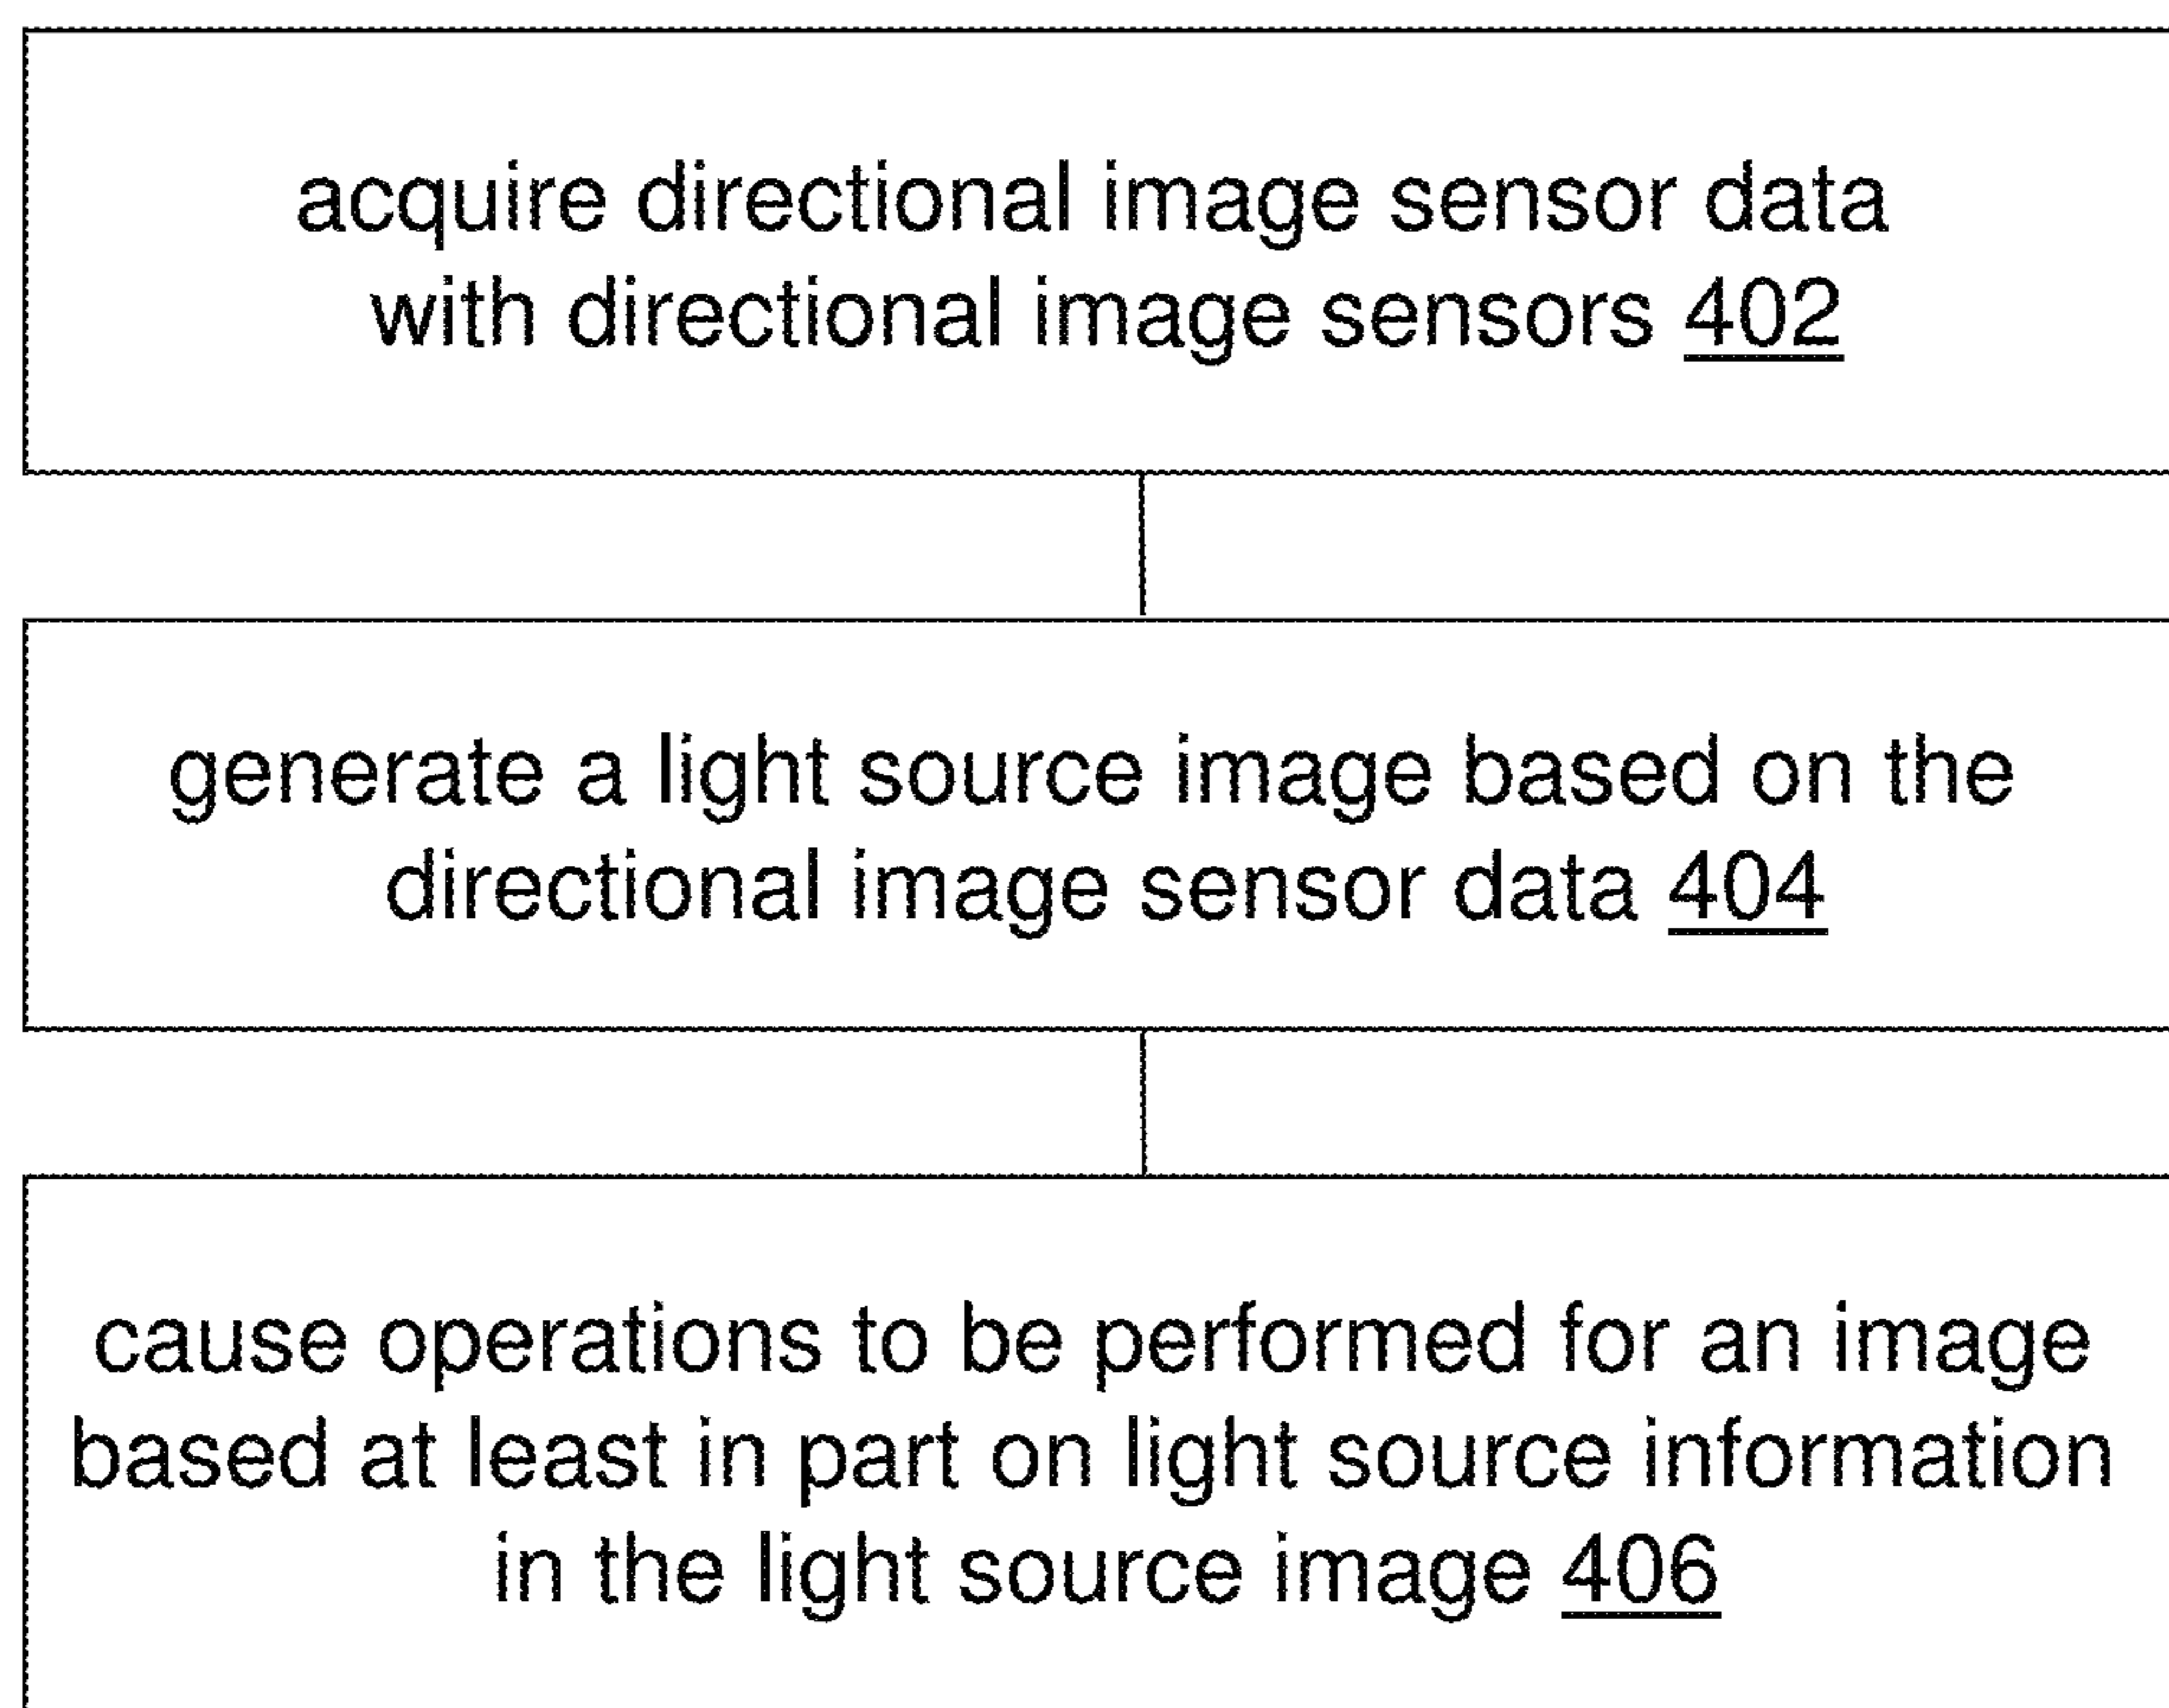 acquire directional image sensor data
with directional image sensors 402
generate a light source image based on the
directional image sensor data 404
cause operations to be performed for an image
based at least in part on light source information
in the light source image 406